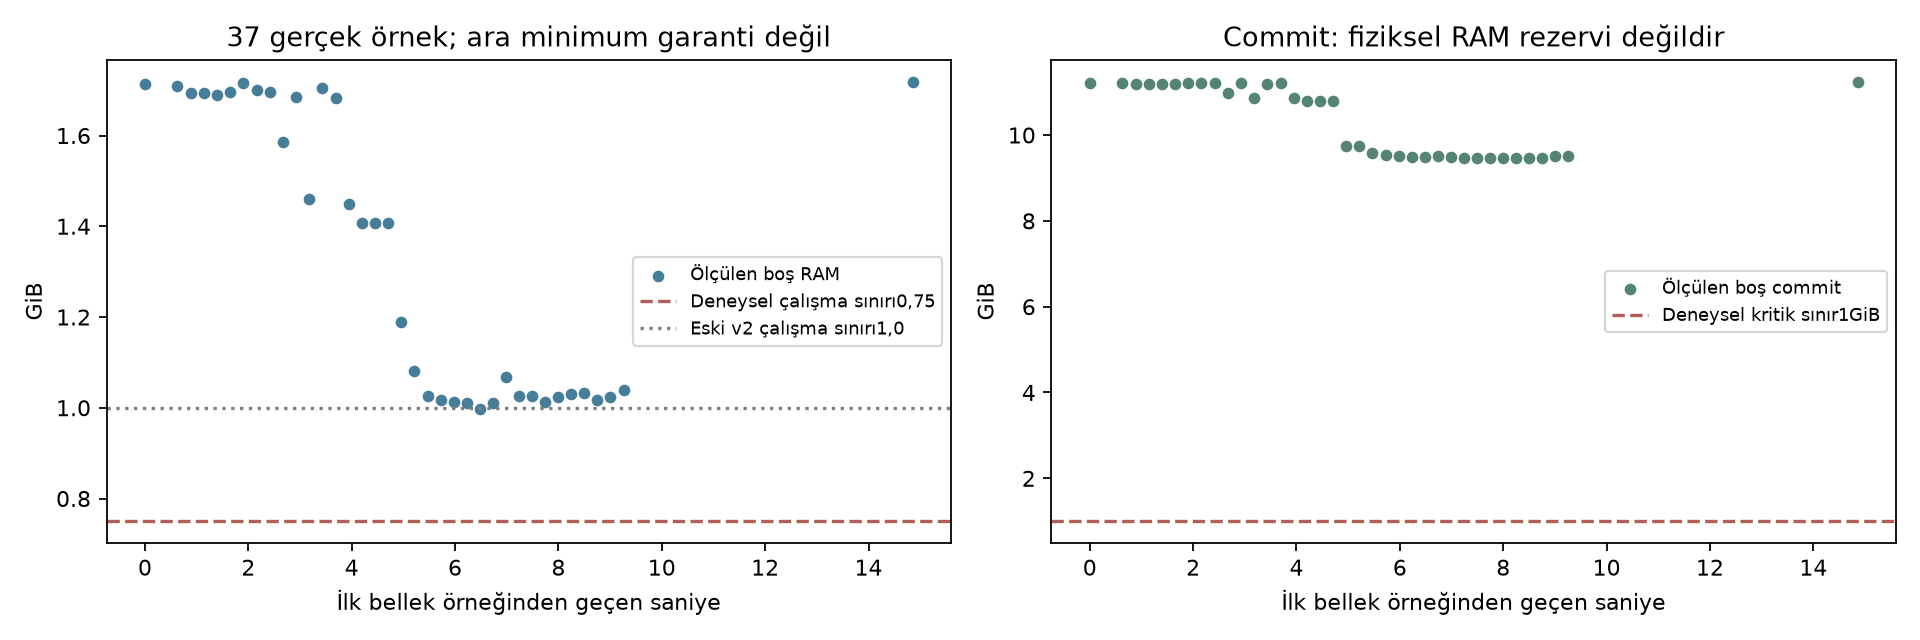 37 gerçek örnek; ara minimum garanti değil
GiB
1.6
1.4
1.2
1.0
0.8
Ölçülen boş RAM
Deneysel çalışma sınırı0,75
Eski v2 çalışma sınırı1,0
0 2 4 6 8 10 12 14
İlk bellek örneğinden geçen saniye
Commit: fiziksel RAM rezervi değildir
GiB
10
8
6
4
2
Ölçülen boş commit
Deneysel kritik sınır1GiB
0 2 4 6 8 10 12 14
İlk bellek örneğinden geçen saniye